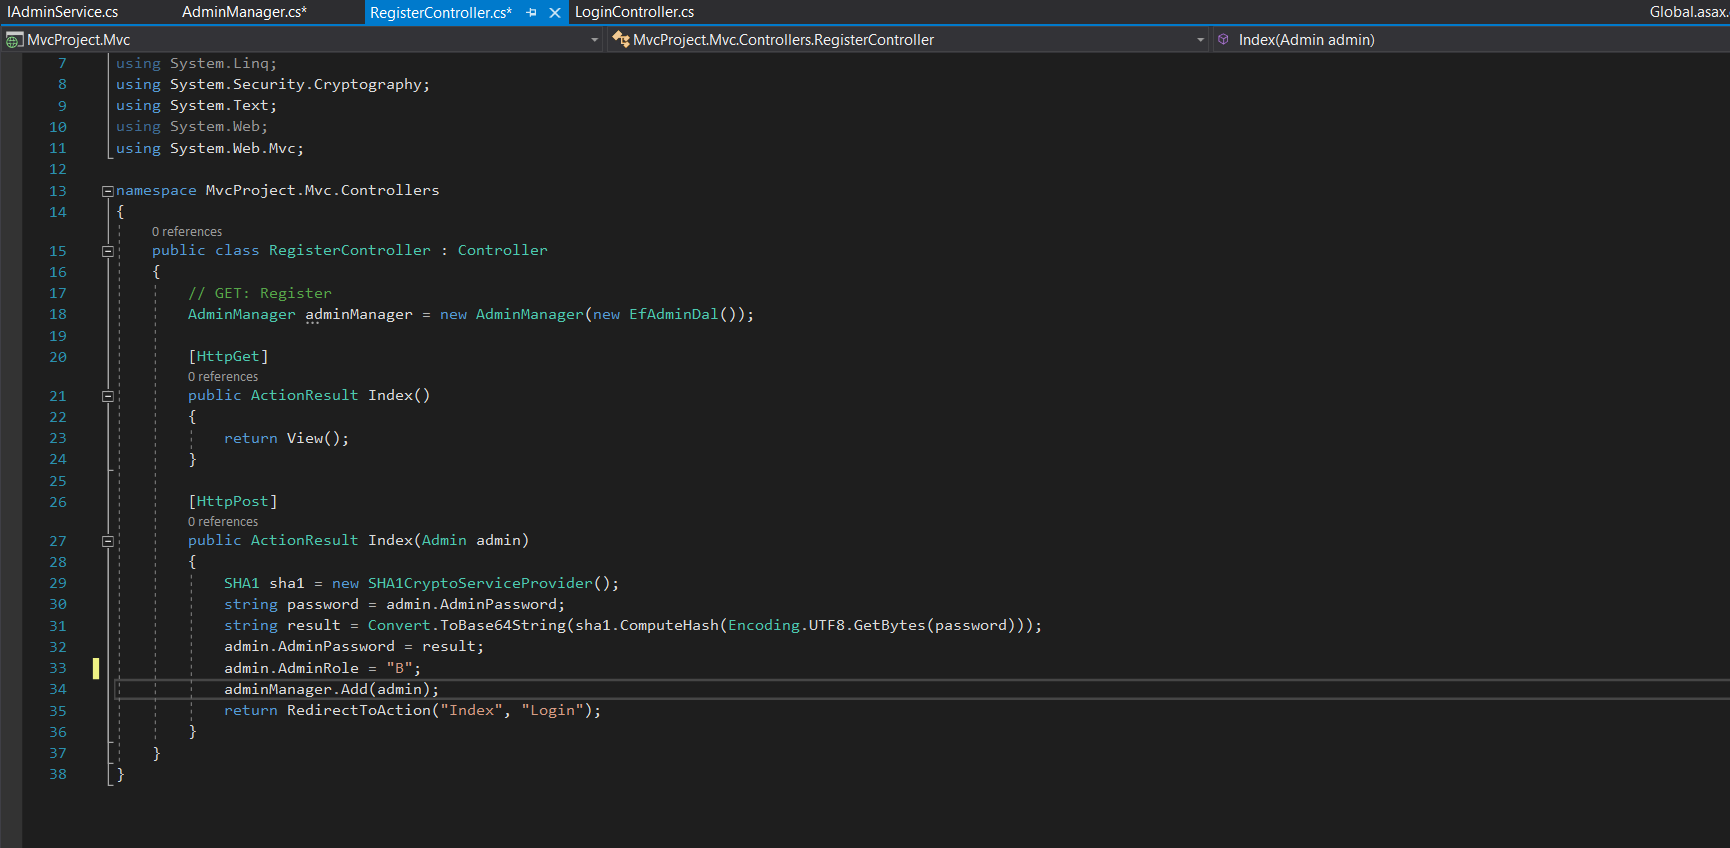 IAdminService.cs AdminManager.cs* RegisterController.cs* LoginController.cs Global.asax.
MvcProject.Mvc MvcProject.Mvc.Controllers.RegisterController Index(Admin admin)
7 using System.Linq;
8 using System.Security.Cryptography;
9 using System.Text;
10 using System.Web;
11 using System.Web.Mvc;
12
13 namespace MvcProject.Mvc.Controllers
14 {
0 references
15 public class RegisterController : Controller
16 {
17 // GET: Register
18 AdminManager adminManager = new AdminManager(new EfAdminDal());
19
20 [HttpGet]
0 references
21 public ActionResult Index()
22 {
23 return View();
24 }
25
26 [HttpPost]
0 references
27 public ActionResult Index(Admin admin)
28 {
29 SHA1 sha1 = new SHA1CryptoServiceProvider();
30 string password = admin.AdminPassword;
31 string result = Convert.ToBase64String(sha1.ComputeHash(Encoding.UTF8.GetBytes(password)));
32 admin.AdminPassword = result;
33 admin.AdminRole = "B";
34 adminManager.Add(admin);
35 return RedirectToAction("Index", "Login");
36 }
37 }
38 }